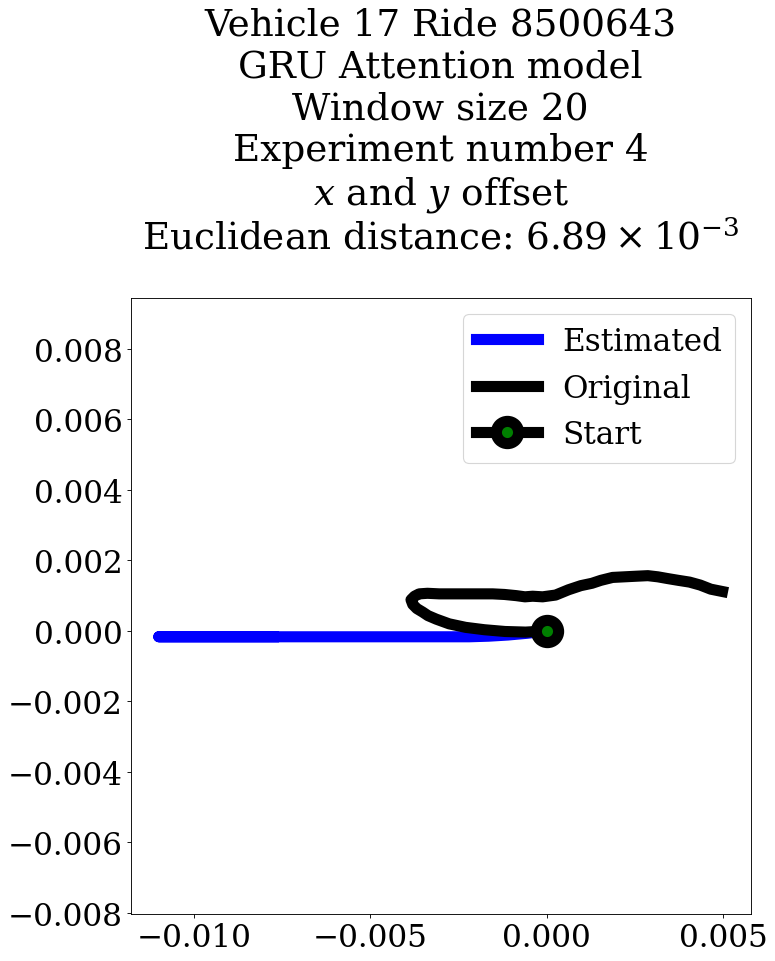 Vehicle 17 Ride 8500643
GRU Attention model
Window size 20
Experiment number 4
x and y offset
Euclidean distance: 6.89 × 10⁻³
Estimated
Original
Start
0.008
0.006
0.004
0.002
0.000
−0.002
−0.004
−0.006
−0.008
−0.010 −0.005 0.000 0.005